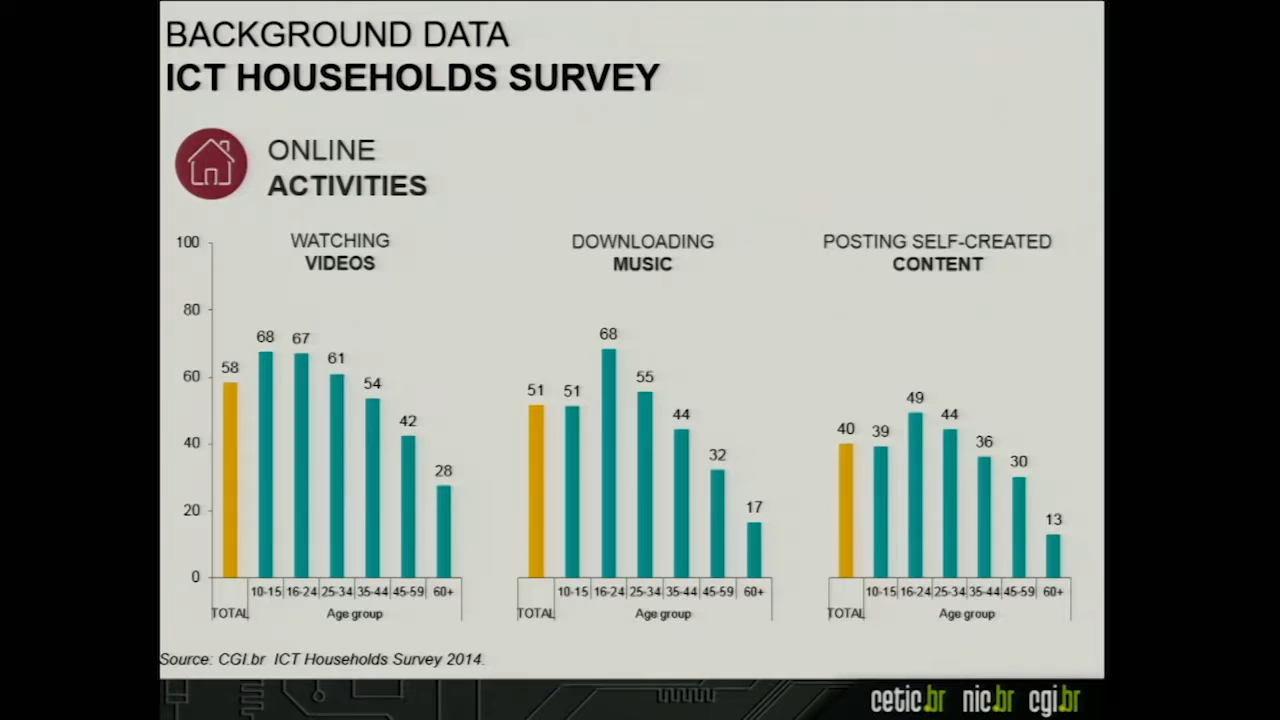 BACKGROUND DATA
ICT HOUSEHOLDS SURVEY
ONLINE
ACTIVITIES
WATCHING
VIDEOS
100
80
60
40
20
0
58
68
67
61
54
42
28
10-15 16-24 25-34 35-44 45-59 60+
TOTAL Age group
DOWNLOADING
MUSIC
51
51
68
55
44
32
17
10-15 16-24 25-34 35-44 45-59 60+
TOTAL Age group
POSTING SELF-CREATED
CONTENT
40
39
49
44
36
30
13
10-15 16-24 25-34 35-44 45-59 60+
TOTAL Age group
Source: CGI.br ICT Households Survey 2014.
cetic.br nic.br cgi.br